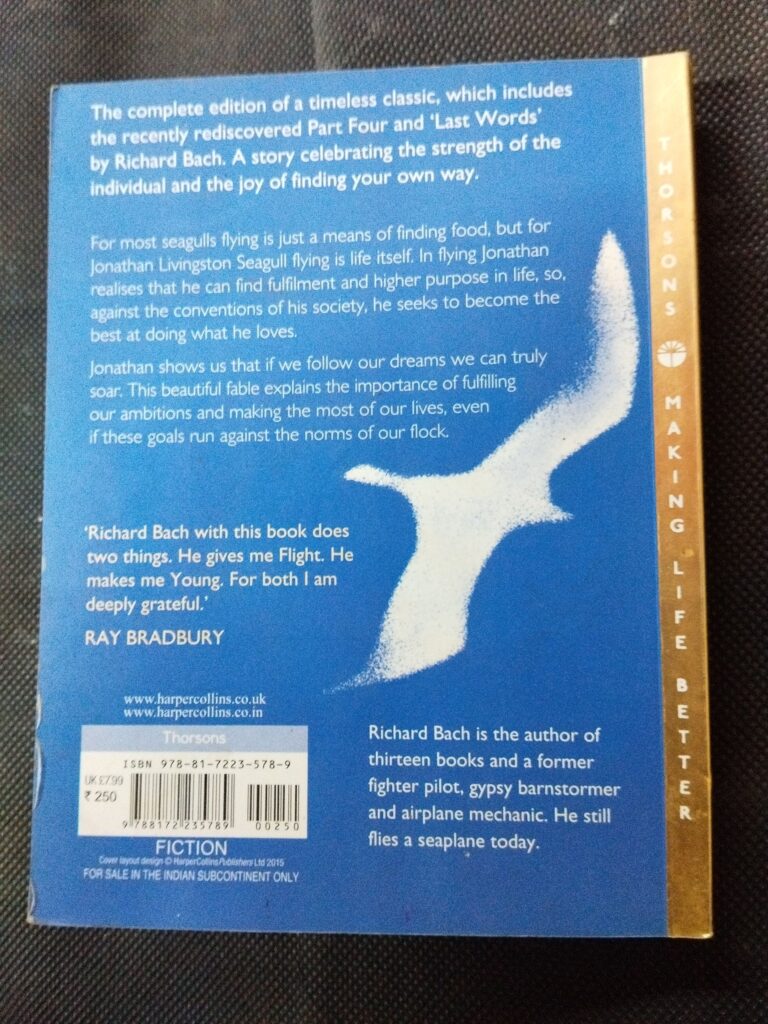 The complete edition of a timeless classic, which includes
the recently rediscovered Part Four and ‘Last Words’
by Richard Bach. A story celebrating the strength of the
individual and the joy of finding your own way.
For most seagulls flying is just a means of finding food, but for
Jonathan Livingston Seagull flying is life itself. In flying Jonathan
realises that he can find fulfilment and higher purpose in life, so,
against the conventions of his society, he seeks to become the
best at doing what he loves.
Jonathan shows us that if we follow our dreams we can truly
soar. This beautiful fable explains the importance of fulfilling
our ambitions and making the most of our lives, even
if these goals run against the norms of our flock.
‘Richard Bach with this book does
two things. He gives me Flight. He
makes me Young. For both I am
deeply grateful.’
RAY BRADBURY
www.harpercollins.co.uk
www.harpercollins.co.in
Thorsons
ISBN 978-81-7223-578-9
UK £7.99
₹ 250
9 788172 235789
00250
FICTION
Cover layout design © HarperCollinsPublishers Ltd 2015
FOR SALE IN THE INDIAN SUBCONTINENT ONLY
Richard Bach is the author of
thirteen books and a former
fighter pilot, gypsy barnstormer
and airplane mechanic. He still
flies a seaplane today.
THORSONS
MAKING LIFE BETTER